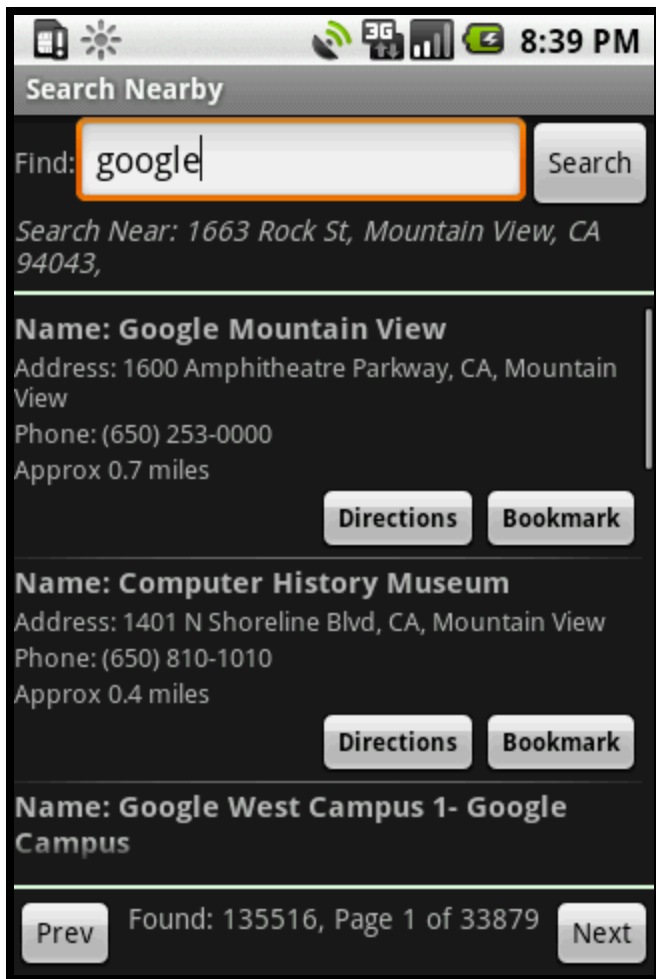 3G 8:39 PM
Search Nearby
Find: google Search
Search Near: 1663 Rock St, Mountain View, CA
94043,
Name: Google Mountain View
Address: 1600 Amphitheatre Parkway, CA, Mountain
View
Phone: (650) 253-0000
Approx 0.7 miles
Directions Bookmark
Name: Computer History Museum
Address: 1401 N Shoreline Blvd, CA, Mountain View
Phone: (650) 810-1010
Approx 0.4 miles
Directions Bookmark
Name: Google West Campus 1- Google
Campus
Prev Found: 135516, Page 1 of 33879 Next